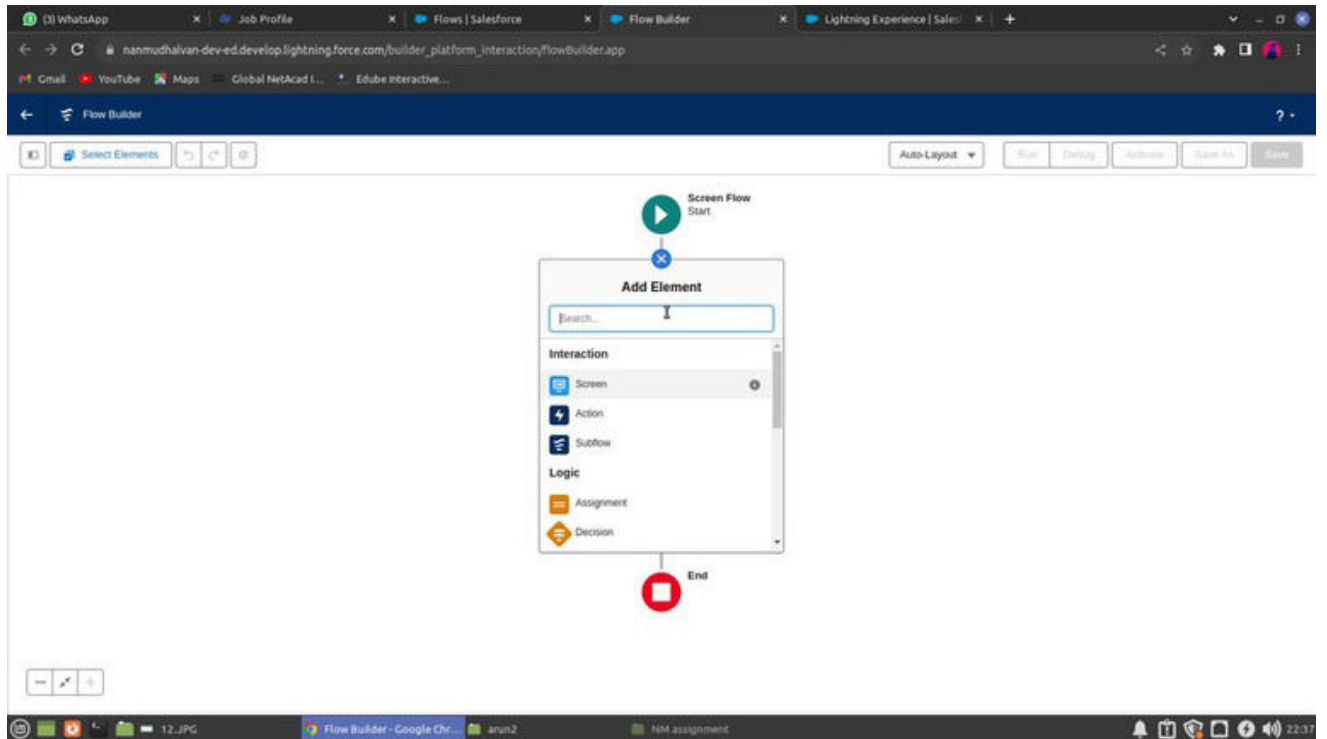 (3) WhatsApp
Job Profile
Flows | Salesforce
Flow Builder
Lightning Experience | Sales
nanmudhalvan-dev-ed.develop.lightning.force.com/builder_platform_interaction/flowBuilder.app
Gmail YouTube Maps Global NetAcad I... Edube Interactive...
Flow Builder
?
Select Elements
Auto-Layout
Run Debug Activate Save As Save
Screen Flow
Start
Add Element
Search...
Interaction
Screen
Action
Subflow
Logic
Assignment
Decision
End
12.JPG
Flow Builder - Google Chr...
arun2
NM assignment
22:37